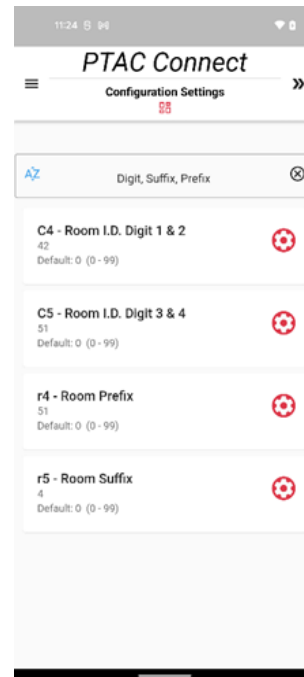 11:24
PTAC Connect
Configuration Settings
AZ
Digit, Suffix, Prefix
C4 - Room I.D. Digit 1 & 2
42
Default: 0 (0 - 99)
C5 - Room I.D. Digit 3 & 4
51
Default: 0 (0 - 99)
r4 - Room Prefix
51
Default: 0 (0 - 99)
r5 - Room Suffix
4
Default: 0 (0 - 99)